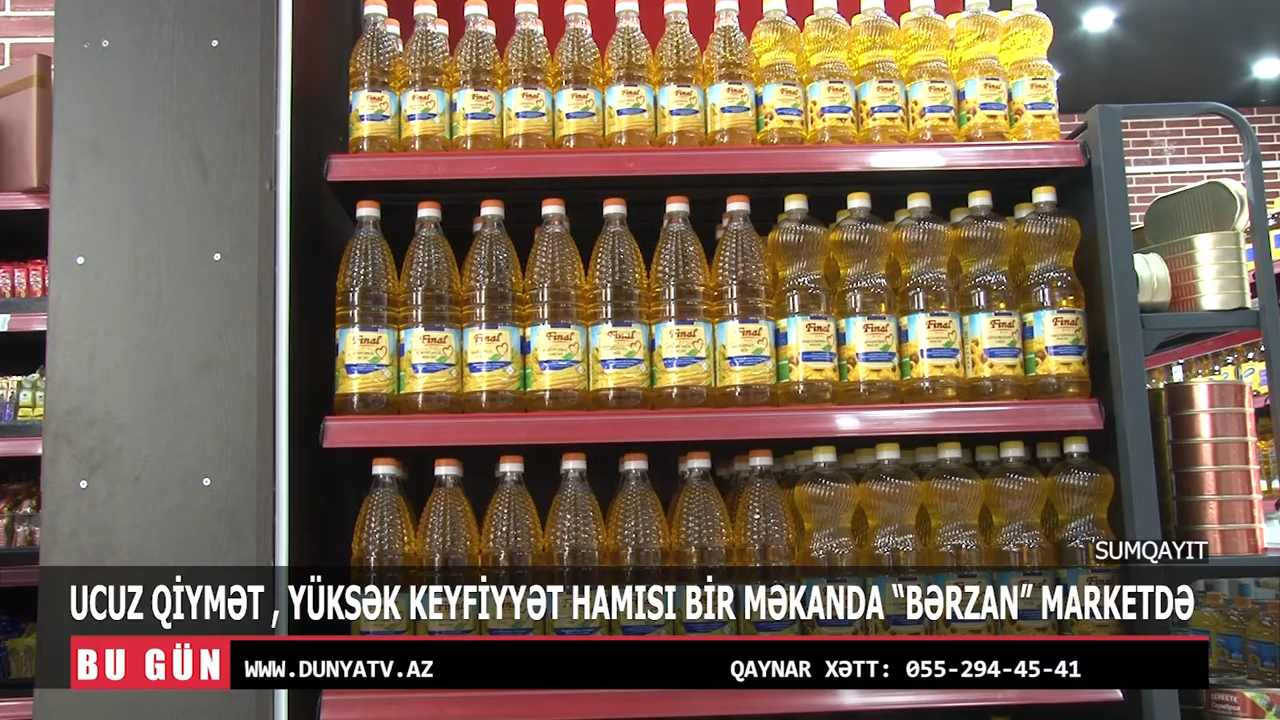 Final
SUMQAYIT
UCUZ QİYMƏT , YÜKSƏK KEYFİYYƏT HAMISI BİR MƏKANDA “BƏRZAN” MARKETDƏ
BU GÜN
WWW.DUNYATV.AZ
QAYNAR XƏTT: 055-294-45-41